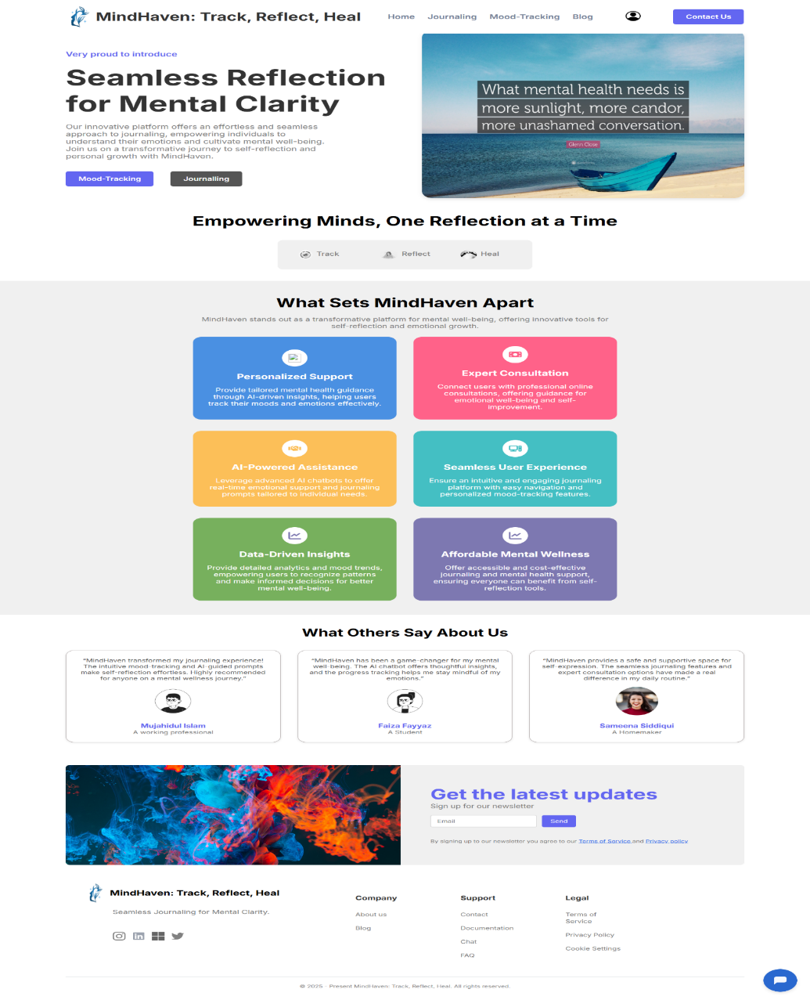 MindHaven: Track, Reflect, Heal
Home Journaling Mood-Tracking Blog
Contact Us
Very proud to introduce
Seamless Reflection
for Mental Clarity
Our innovative platform offers an effortless and seamless
approach to journaling, empowering individuals to
understand their emotions and cultivate mental well-being.
Join us on a transformative journey to self-reflection and
personal growth with MindHaven.
Mood-Tracking
Journalling
What mental health needs is
more sunlight, more candor,
more unashamed conversation.
Glenn Close
Empowering Minds, One Reflection at a Time
Track
Reflect
Heal
What Sets MindHaven Apart
MindHaven stands out as a transformative platform for mental well-being, offering innovative tools for
self-reflection and emotional growth.
Personalized Support
Provide tailored mental health guidance
through AI-driven insights, helping users
track their moods and emotions effectively.
Expert Consultation
Connect users with professional online
consultations, offering guidance for
emotional well-being and self-
improvement.
AI-Powered Assistance
Leverage advanced AI chatbots to offer
real-time emotional support and journaling
prompts tailored to individual needs.
Seamless User Experience
Ensure an intuitive and engaging journaling
platform with easy navigation and
personalized mood-tracking features.
Data-Driven Insights
Provide detailed analytics and mood trends,
empowering users to recognize patterns
and make informed decisions for better
mental well-being.
Affordable Mental Wellness
Offer accessible and cost-effective
journaling and mental health support,
ensuring everyone can benefit from self-
reflection tools.
What Others Say About Us
"MindHaven transformed my journaling experience!
The intuitive mood-tracking and AI-guided prompts
make self-reflection effortless. Highly recommended
for anyone on a mental wellness journey."
Mujahidul Islam
A working professional
"MindHaven has been a game-changer for my mental
well-being. The AI chatbot offers thoughtful insights,
and the progress tracking helps me stay mindful of my
emotions."
Faiza Fayyaz
A Student
"MindHaven provides a safe and supportive space for
self-expression. The seamless journaling features and
expert consultation options have made a real
difference in my daily routine."
Sameena Siddiqui
A Homemaker
Get the latest updates
Sign up for our newsletter
Email
Send
By signing up to our newsletter you agree to our Terms of Service and Privacy policy
MindHaven: Track, Reflect, Heal
Seamless Journaling for Mental Clarity.
Company
About us
Blog
Support
Contact
Documentation
Chat
FAQ
Legal
Terms of
Service
Privacy Policy
Cookie Settings
© 2025 - Present MindHaven: Track, Reflect, Heal. All rights reserved.